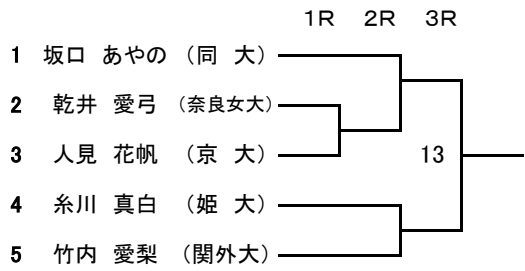 1R 2R 3R
1 坂口 あやの (同 大)
2 乾井 愛弓 (奈良女大)
3 人見 花帆 (京 大) 13
4 糸川 真白 (姫 大)
5 竹内 愛梨 (関外大)